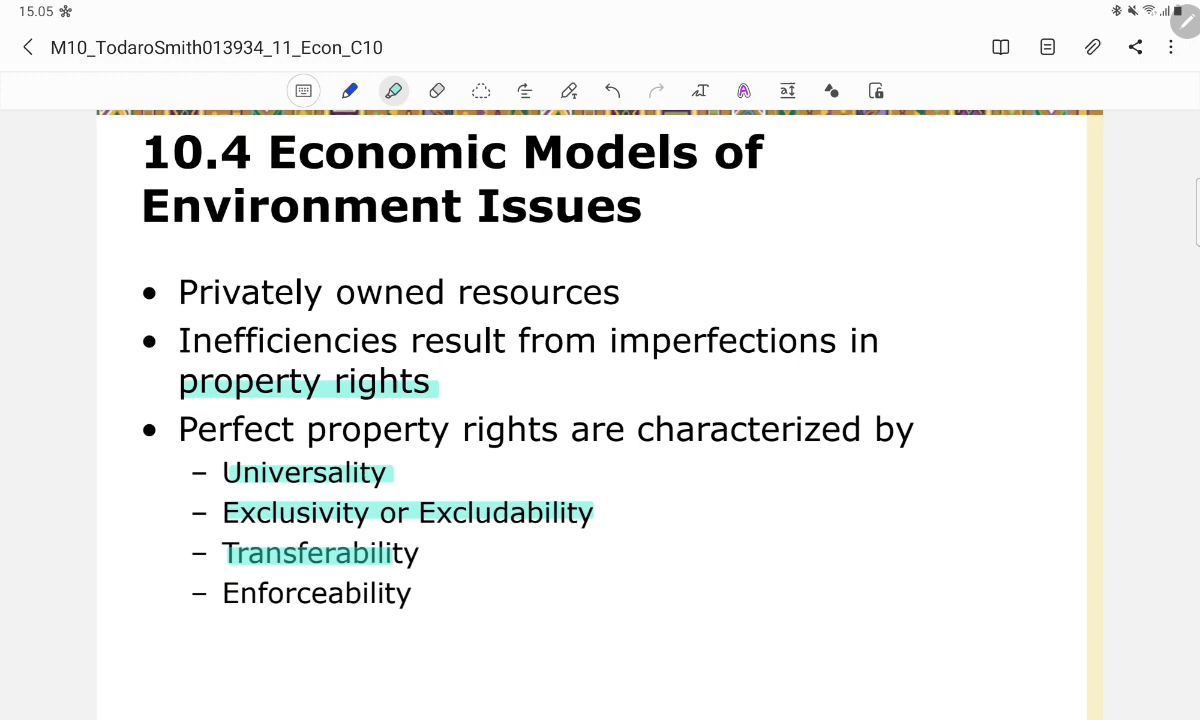 15.05
M10_TodaroSmith013934_11_Econ_C10
10.4 Economic Models of
Environment Issues
• Privately owned resources
• Inefficiencies result from imperfections in
property rights
• Perfect property rights are characterized by
– Universality
– Exclusivity or Excludability
– Transferability
– Enforceability